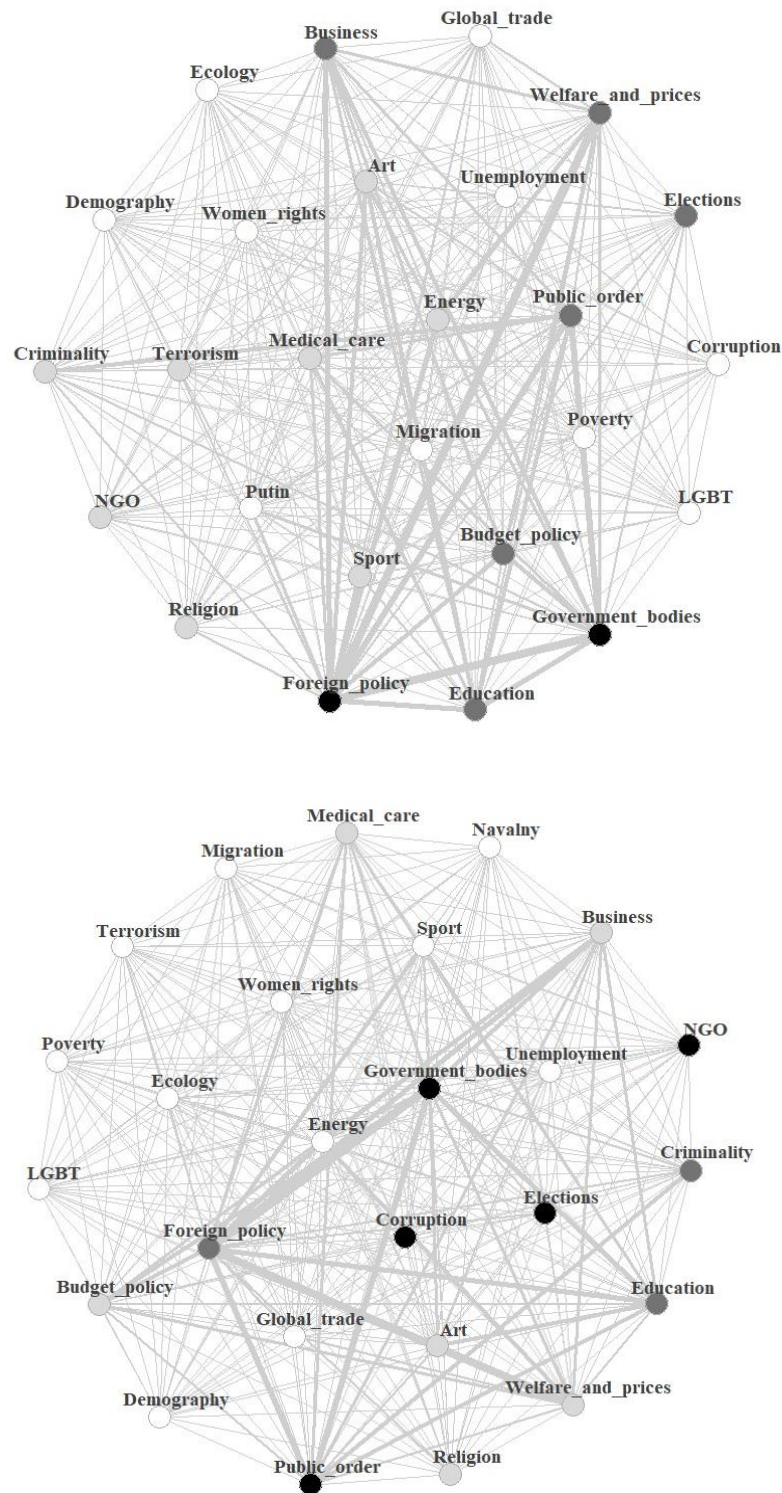 Global_trade
Business
Ecology
Welfare_and_prices
Art
Unemployment
Elections
Demography
Women_rights
Energy
Public_order
Medical_care
Corruption
Criminality
Terrorism
Poverty
Migration
Putin
LGBT
NGO
Budget_policy
Sport
Religion
Government_bodies
Foreign_policy
Education
Medical_care
Navalny
Migration
Business
Terrorism
Sport
Women_rights
NGO
Poverty
Unemployment
Government_bodies
Ecology
Energy
Criminality
LGBT
Elections
Corruption
Foreign_policy
Budget_policy
Education
Global_trade
Art
Welfare_and_prices
Demography
Religion
Public_order